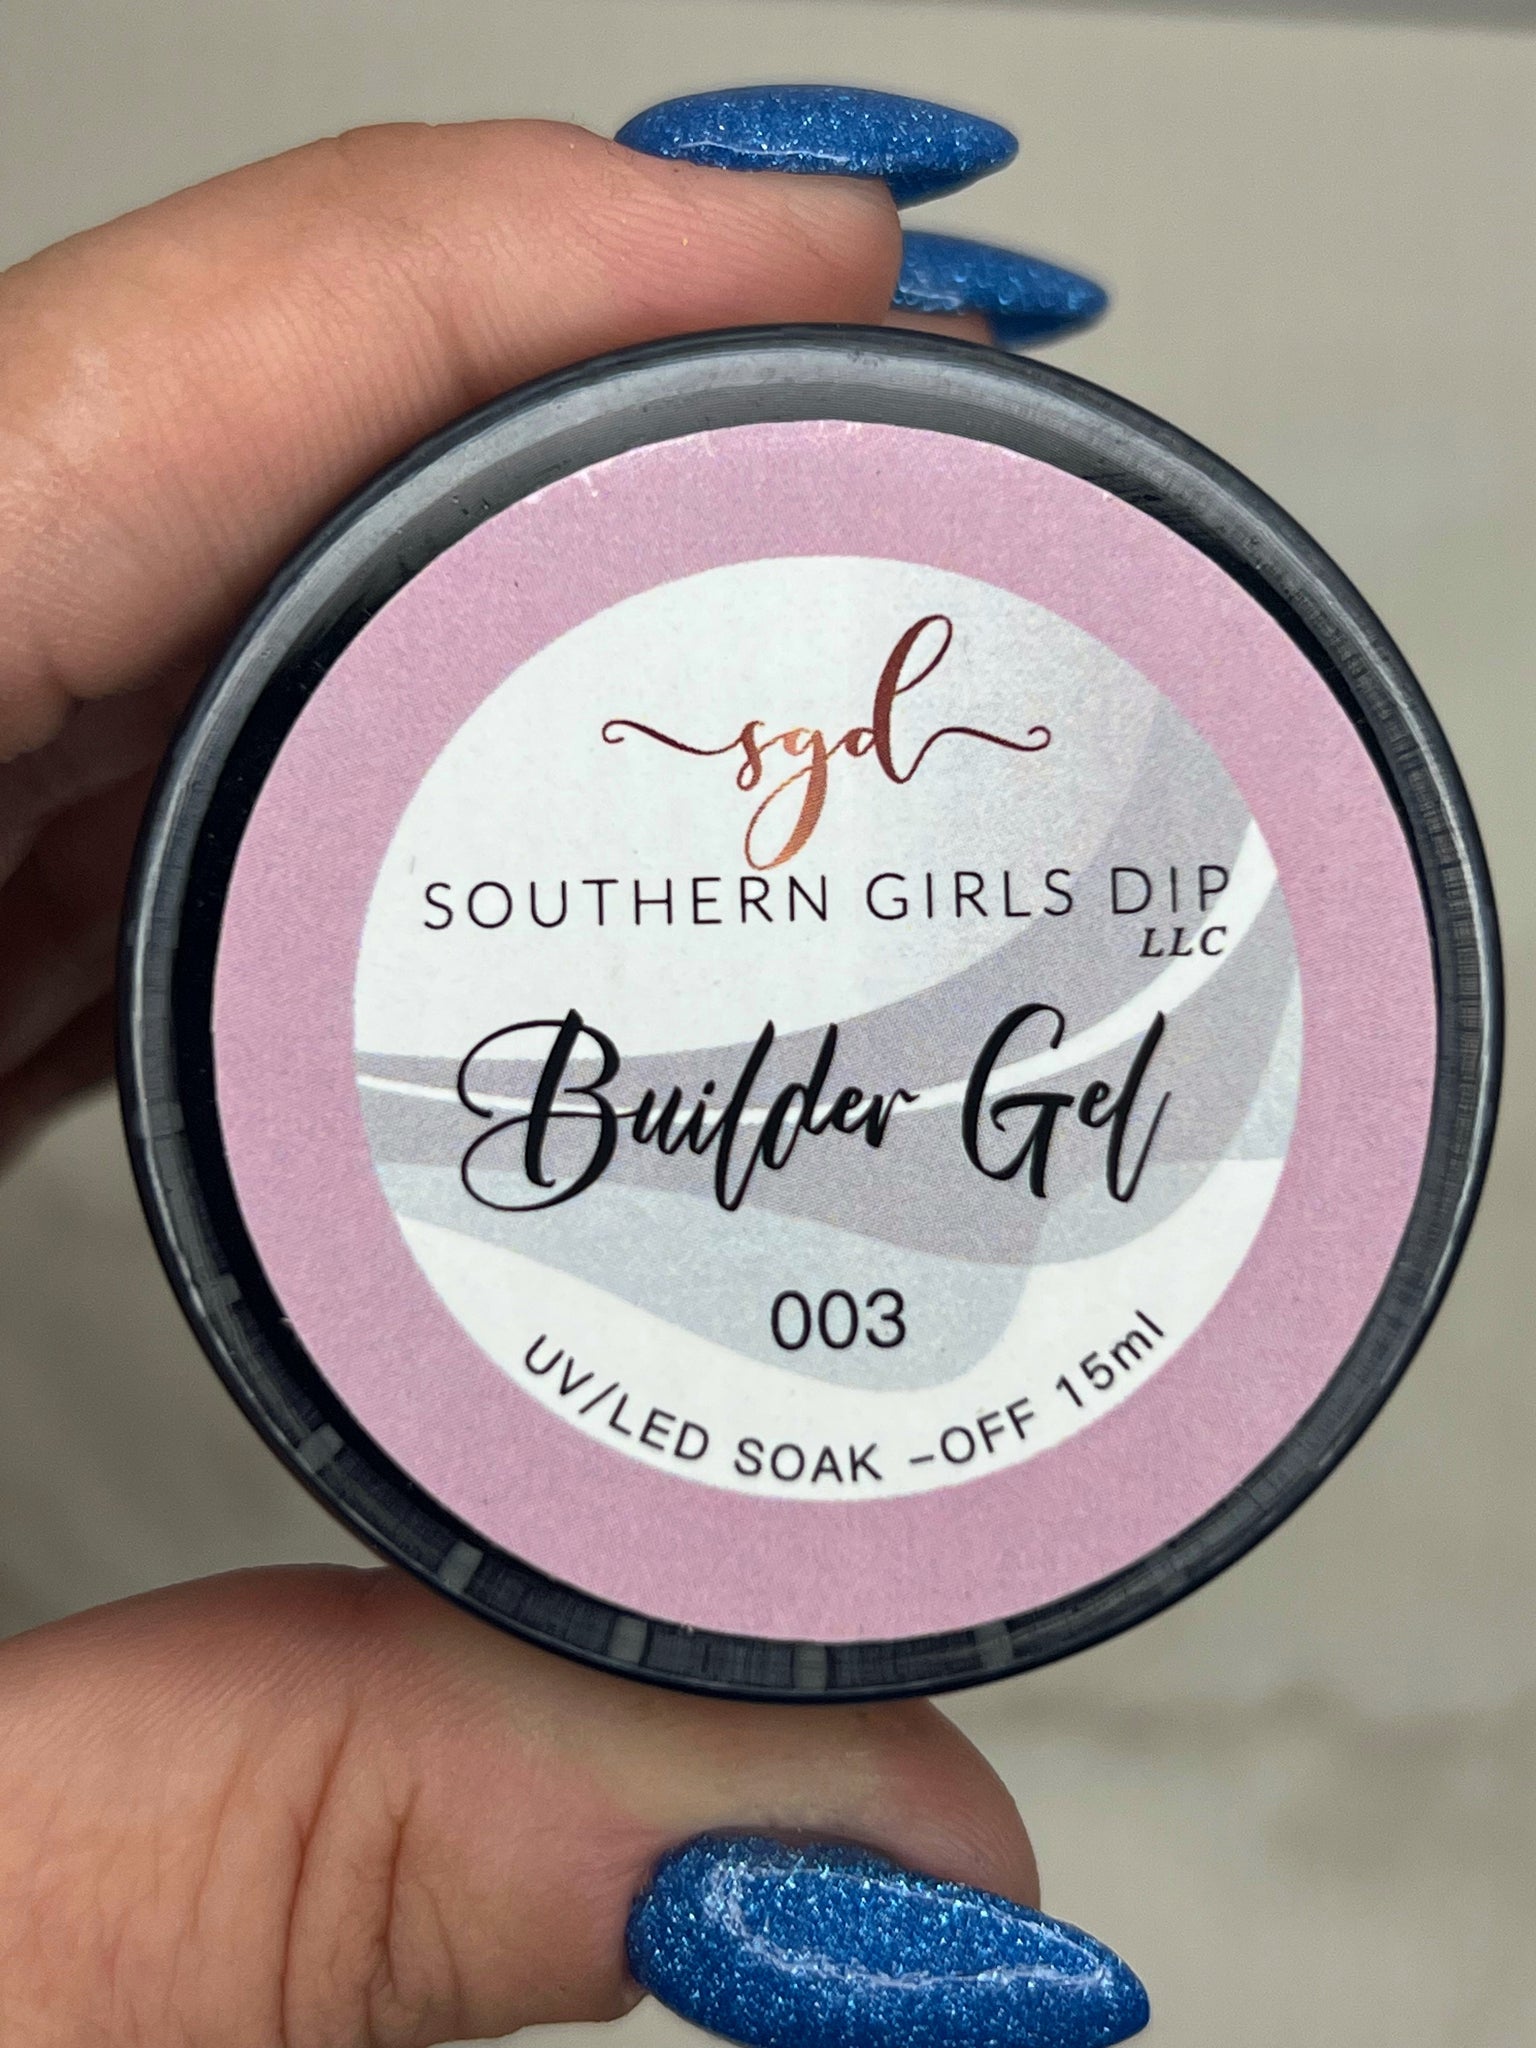 sgd
SOUTHERN GIRLS DIP
LLC
Builder Gel
003
UV/LED SOAK -OFF 15ml